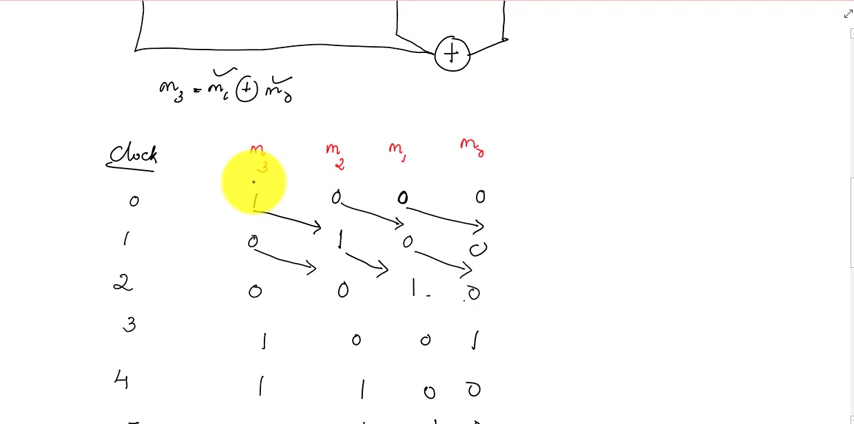 +
m₃ = m₁ ⊕ m₀
Clock m₃ m₂ m₁ m₀
0 1 0 0 0
1 0 1 0 0
2 0 0 1 0
3 1 0 0 1
4 1 1 0 0